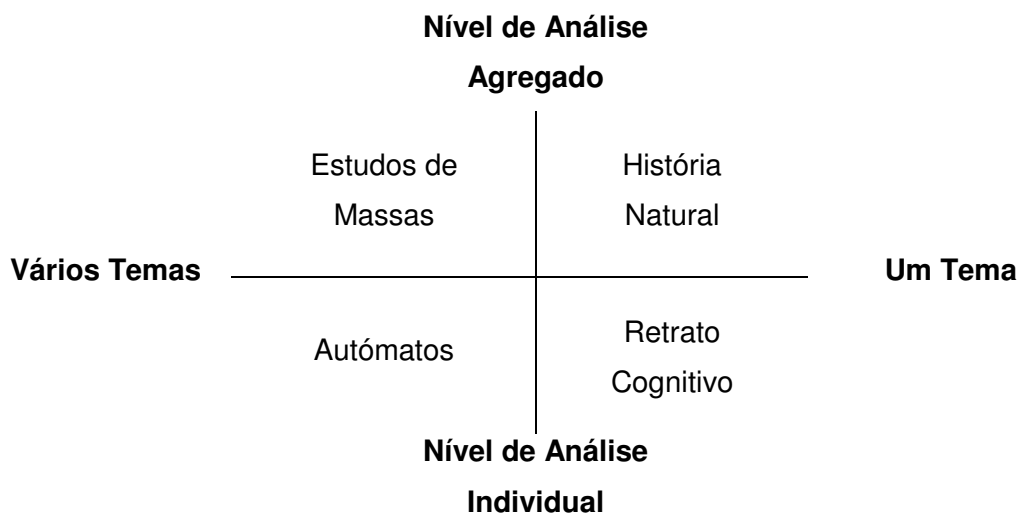 Nível de Análise
Agregado
Estudos de
Massas
História
Natural
Vários Temas
Um Tema
Autómatos
Retrato
Cognitivo
Nível de Análise
Individual